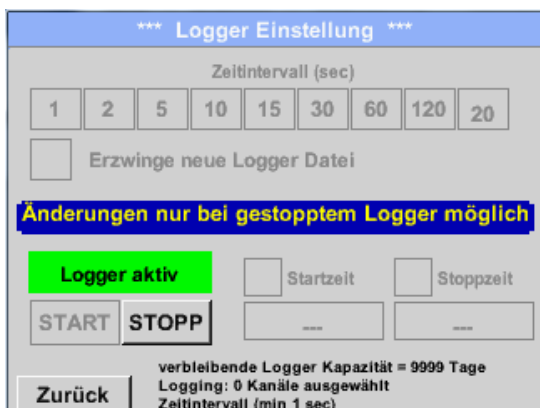 *** Logger Einstellung ***
Zeitintervall (sec)
1 2 5 10 15 30 60 120 20
Erzwinge neue Logger Datei
Änderungen nur bei gestopptem Logger möglich
Logger aktiv Startzeit Stoppzeit
START STOPP --- ---
verbleibende Logger Kapazität = 9999 Tage
Zurück Logging: 0 Kanäle ausgewählt
Zeitintervall (min 1 sec)